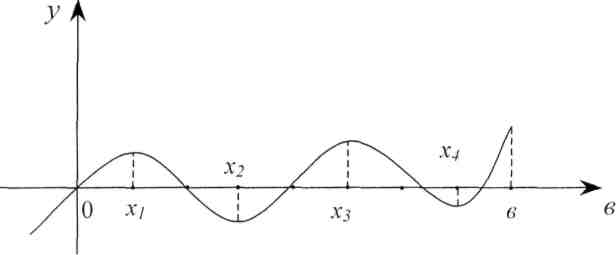 y
x₂ x₄
0 x₁ x₃ в в